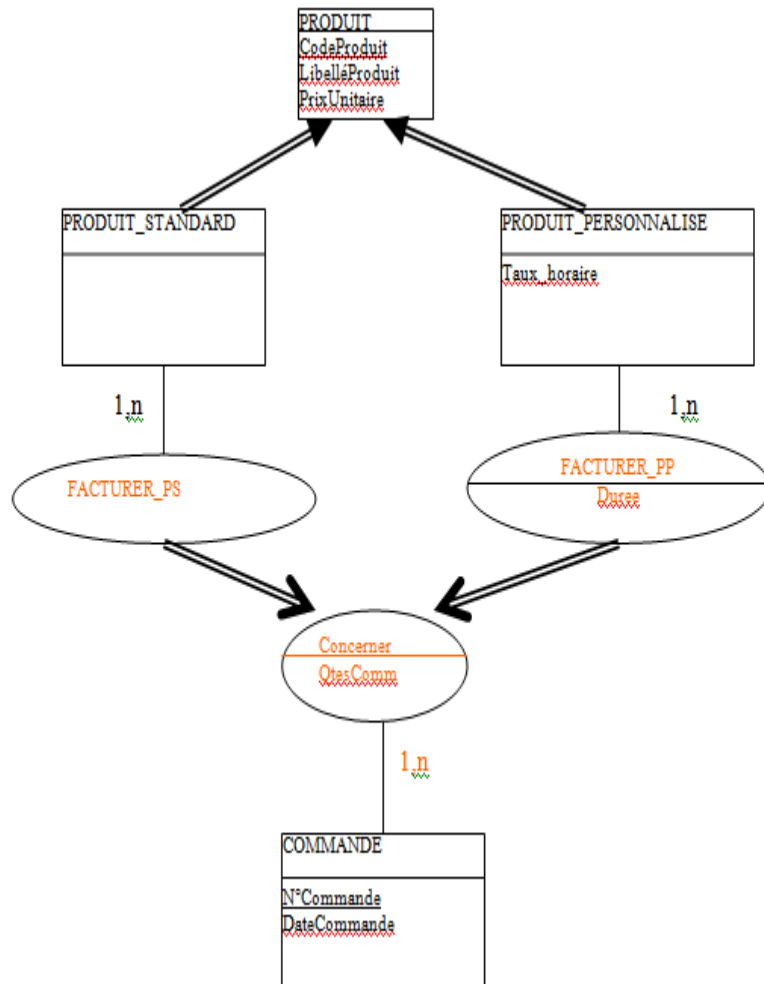 PRODUIT
CodeProduit
LibelléProduit
PrixUnitaire
PRODUIT_STANDARD
PRODUIT_PERSONNALISE
Taux_horaire
1,n
1,n
FACTURER_PS
FACTURER_PP
Duree
Concerner
QtesComm
1,n
COMMANDE
N°Commande
DateCommande